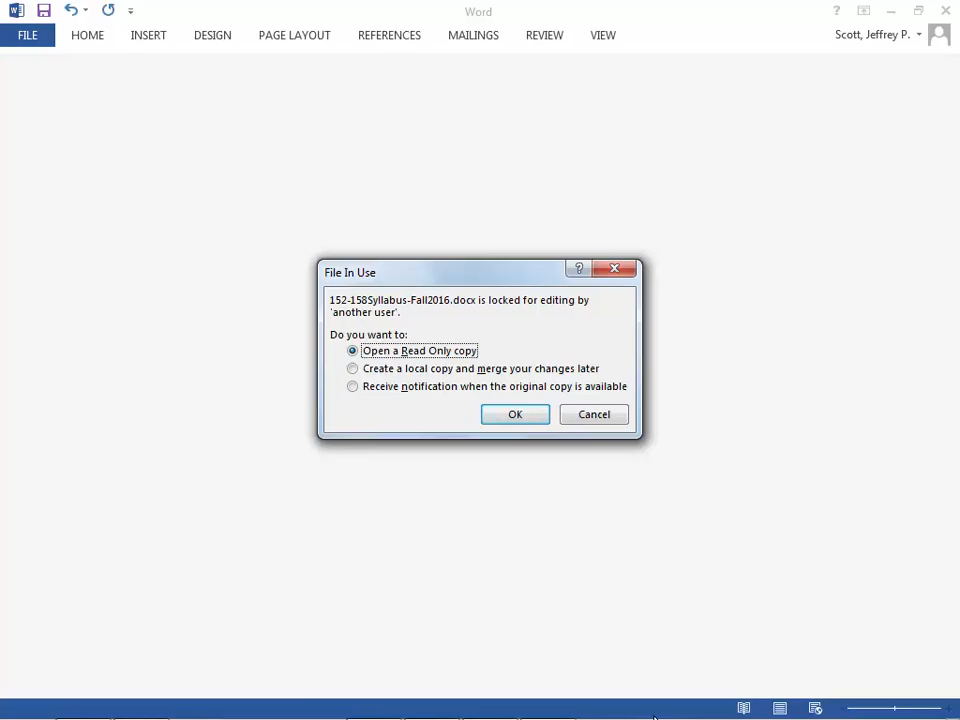 Word
?
FILE HOME INSERT DESIGN PAGE LAYOUT REFERENCES MAILINGS REVIEW VIEW Scott, Jeffrey P.
File In Use
?
152-158Syllabus-Fall2016.docx is locked for editing by
'another user'.
Do you want to:
Open a Read Only copy
Create a local copy and merge your changes later
Receive notification when the original copy is available
OK Cancel